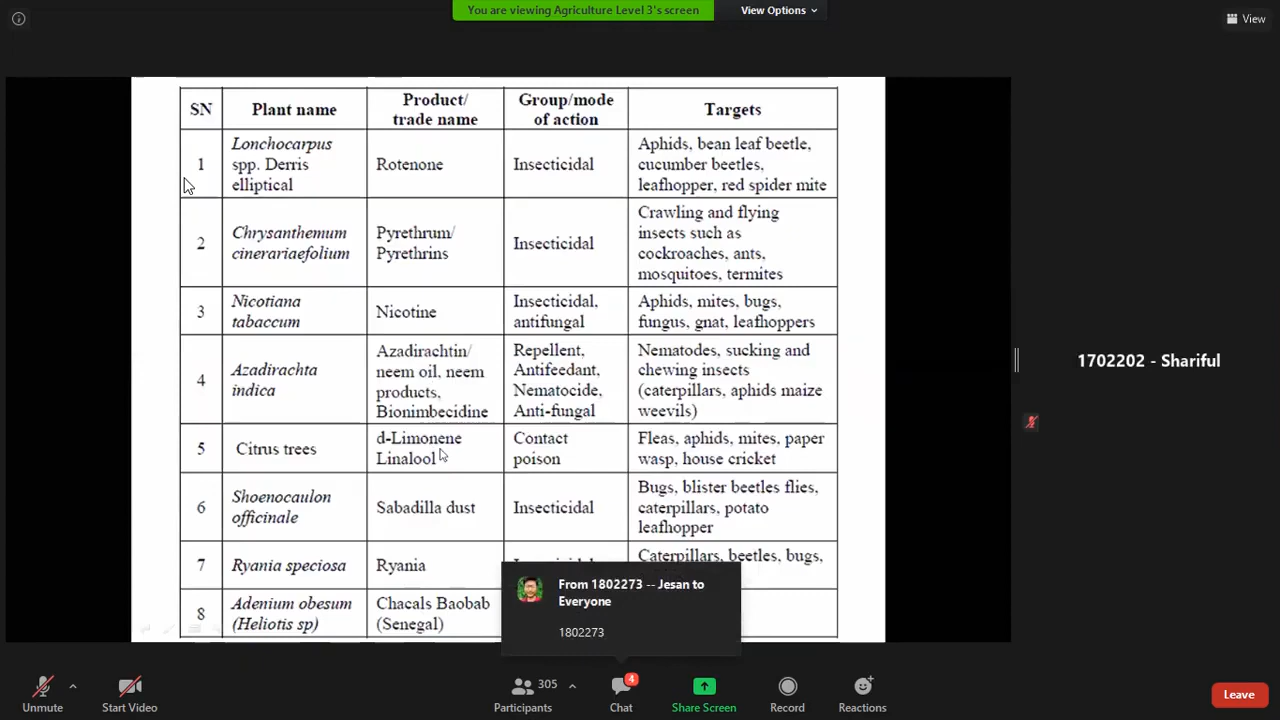 You are viewing Agriculture Level 3's screen
View Options
View
SN
Plant name
Product/
trade name
Group/mode
of action
Targets
1
Lonchocarpus
spp. Derris
elliptical
Rotenone
Insecticidal
Aphids, bean leaf beetle,
cucumber beetles,
leafhopper, red spider mite
2
Chrysanthemum
cinerariaefolium
Pyrethrum/
Pyrethrins
Insecticidal
Crawling and flying
insects such as
cockroaches, ants,
mosquitoes, termites
3
Nicotiana
tabaccum
Nicotine
Insecticidal,
antifungal
Aphids, mites, bugs,
fungus, gnat, leafhoppers
4
Azadirachta
indica
Azadirachtin/
neem oil, neem
products,
Bionimbecidine
Repellent,
Antifeedant,
Nematocide,
Anti-fungal
Nematodes, sucking and
chewing insects
(caterpillars, aphids maize
weevils)
5
Citrus trees
d-Limonene
Linalool
Contact
poison
Fleas, aphids, mites, paper
wasp, house cricket
6
Shoenocaulon
officinale
Sabadilla dust
Insecticidal
Bugs, blister beetles flies,
caterpillars, potato
leafhopper
7
Ryania speciosa
Ryania
Caterpillars, beetles, bugs,
8
Adenium obesum
(Heliotis sp)
Chacals Baobab
(Senegal)
From 1802273 -- Jesan to
Everyone
1802273
1702202 - Shariful
Unmute
Start Video
305
Participants
4
Chat
Share Screen
Record
Reactions
Leave